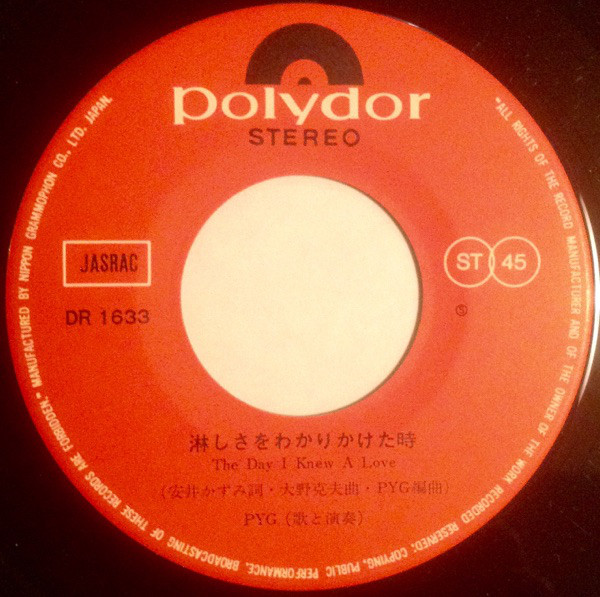 polydor
STEREO
JASRAC
DR 1633
ST 45
Ⓢ
淋しさをわかりかけた時
The Day I Knew A Love
(安井かずみ詞・大野克夫曲・PYG編曲)
PYG (歌と演奏)
"ALL RIGHTS OF THE RECORD MANUFACTURER AND OF THE OWNER OF THE WORK RECORDED RESERVED; COPYING, PUBLIC PERFORMANCE, BROADCASTING OF THESE RECORDS ARE FORBIDDEN." MANUFACTURED BY NIPPON GRAMMOPHON CO., LTD. JAPAN.